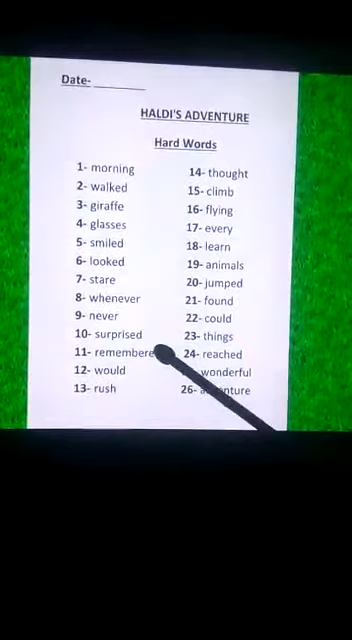 Date- ________
HALDI'S ADVENTURE
Hard Words
1- morning
2- walked
3- giraffe
4- glasses
5- smiled
6- looked
7- stare
8- whenever
9- never
10- surprised
11- remembere
12- would
13- rush
14- thought
15- climb
16- flying
17- every
18- learn
19- animals
20- jumped
21- found
22- could
23- things
24- reached
wonderful
26-